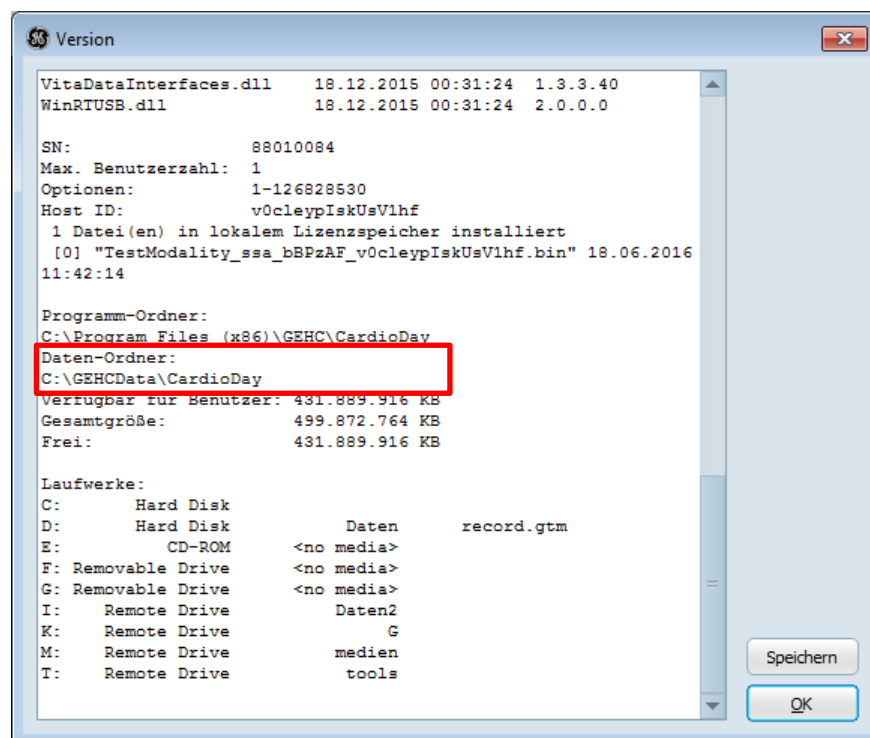 Version
VitaDataInterfaces.dll 18.12.2015 00:31:24 1.3.3.40
WinRTUSB.dll 18.12.2015 00:31:24 2.0.0.0
SN: 88010084
Max. Benutzerzahl: 1
Optionen: 1-126828530
Host ID: v0cleypIskUsV1hf
1 Datei(en) in lokalem Lizenzspeicher installiert
[0] "TestModality_ssa_bBPzAF_v0cleypIskUsV1hf.bin" 18.06.2016
11:42:14
Programm-Ordner:
C:\Program Files (x86)\GEHC\CardioDay
Daten-Ordner:
C:\GEHCData\CardioDay
Verfügbar für Benutzer: 431.889.916 KB
Gesamtgröße: 499.872.764 KB
Frei: 431.889.916 KB
Laufwerke:
C: Hard Disk
D: Hard Disk Daten record.gtm
E: CD-ROM <no media>
F: Removable Drive <no media>
G: Removable Drive <no media>
I: Remote Drive Daten2
K: Remote Drive G
M: Remote Drive medien
T: Remote Drive tools
Speichern
OK